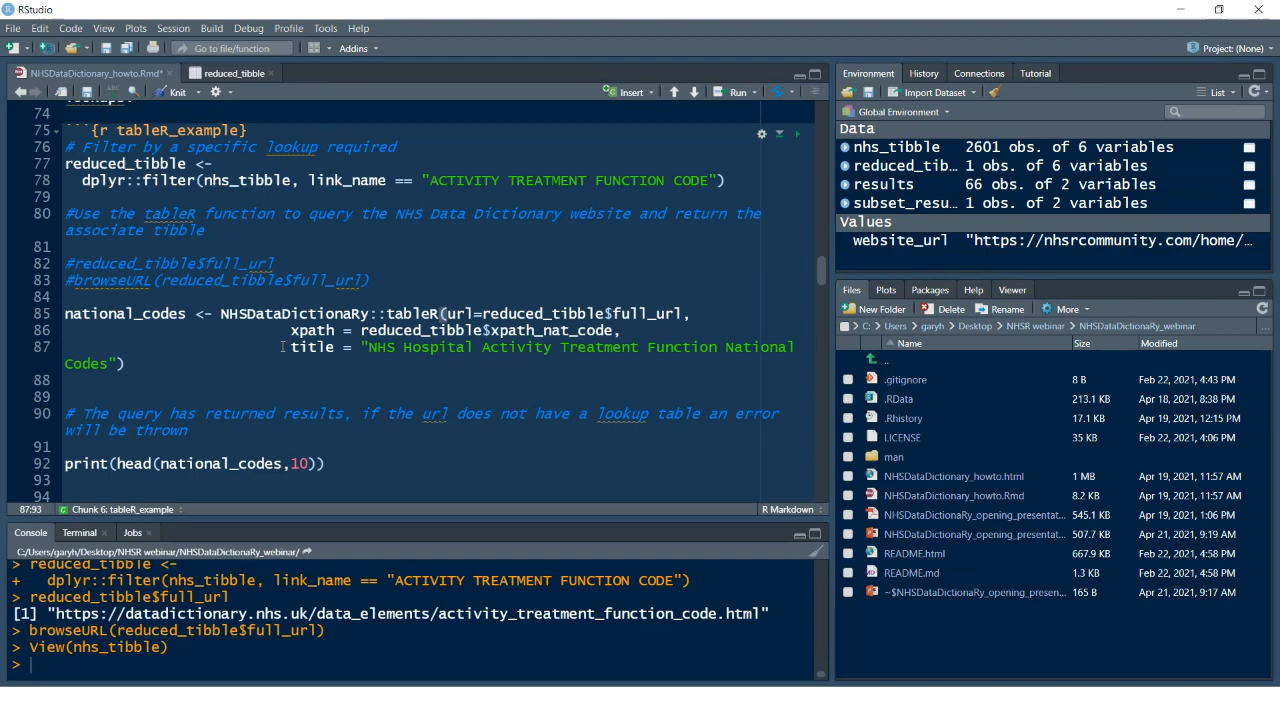 RStudio
File Edit Code View Plots Session Build Debug Profile Tools Help
Go to file/function Addins Project: (None)
NHSDataDictionary_howto.Rmd* reduced_tibble
Knit Insert Run
lookups.
74
75 ```{r tableR_example}
76 # Filter by a specific lookup required
77 reduced_tibble <-
78 dplyr::filter(nhs_tibble, link_name == "ACTIVITY TREATMENT FUNCTION CODE")
79
80 #Use the tableR function to query the NHS Data Dictionary website and return the
associate tibble
81
82 #reduced_tibble$full_url
83 #browseURL(reduced_tibble$full_url)
84
85 national_codes <- NHSDataDictionaRy::tableR(url=reduced_tibble$full_url,
86 xpath = reduced_tibble$xpath_nat_code,
87 title = "NHS Hospital Activity Treatment Function National
Codes")
88
89
90 # The query has returned results, if the url does not have a lookup table an error
will be thrown
91
92 print(head(national_codes,10))
93
94
87:93 Chunk 6: tableR_example R Markdown
Console Terminal Jobs
C:/Users/garyh/Desktop/NHSR webinar/NHSDataDictionaRy_webinar/
> reduced_tibble <-
+ dplyr::filter(nhs_tibble, link_name == "ACTIVITY TREATMENT FUNCTION CODE")
> reduced_tibble$full_url
[1] "https://datadictionary.nhs.uk/data_elements/activity_treatment_function_code.html"
> browseURL(reduced_tibble$full_url)
> View(nhs_tibble)
>
Environment History Connections Tutorial
Import Dataset List
Global Environment
Data
nhs_tibble 2601 obs. of 6 variables
reduced_tib… 1 obs. of 6 variables
results 66 obs. of 2 variables
subset_resu… 1 obs. of 2 variables
Values
website_url "https://nhsrcommunity.com/home/…
Files Plots Packages Help Viewer
New Folder Delete Rename More
C: > Users > garyh > Desktop > NHSR webinar > NHSDataDictionaRy_webinar ...
Name Size Modified
..
.gitignore 8 B Feb 22, 2021, 4:43 PM
.RData 213.1 KB Apr 18, 2021, 8:38 PM
.Rhistory 17.1 KB Apr 19, 2021, 12:15 PM
LICENSE 35 KB Feb 22, 2021, 4:06 PM
man
NHSDataDictionary_howto.html 1 MB Apr 19, 2021, 11:57 AM
NHSDataDictionary_howto.Rmd 8.2 KB Apr 19, 2021, 11:57 AM
NHSDataDictionaRy_opening_presentat... 545.1 KB Apr 19, 2021, 1:06 PM
NHSDataDictionaRy_opening_presentat... 507.7 KB Apr 21, 2021, 9:19 AM
README.html 667.9 KB Feb 22, 2021, 4:58 PM
README.md 1.3 KB Feb 22, 2021, 4:58 PM
~$NHSDataDictionaRy_opening_presen... 165 B Apr 21, 2021, 9:17 AM